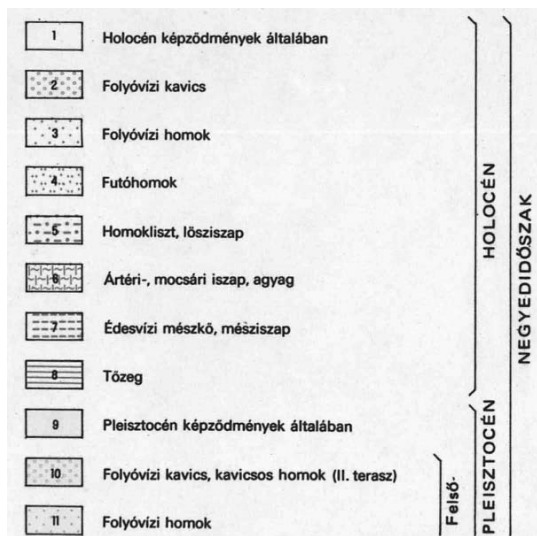 1 Holocén képződmények általában
2 Folyóvízi kavics
3 Folyóvízi homok
4 Futóhomok
5 Homokliszt, lösziszap
6 Ártéri-, mocsári iszap, agyag
7 Édesvízi mészkő, mésziszap
8 Tőzeg
9 Pleisztocén képződmények általában
10 Folyóvízi kavics, kavicsos homok (II. terasz)
11 Folyóvízi homok
Felső-
HOLOCÉN
PLEISZTOCÉN
NEGYEDIDŐSZAK